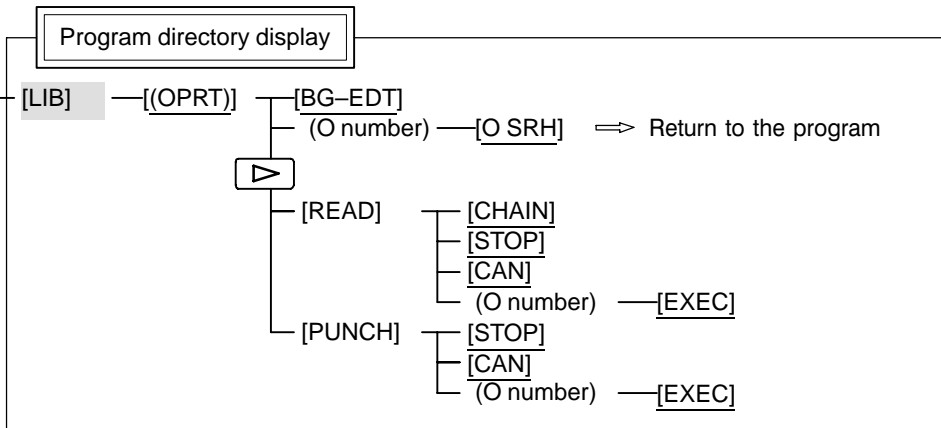 Program directory display
[LIB] [(OPRT)] [BG–EDT]
(O number) [O SRH] Return to the program
[READ] [CHAIN]
[STOP]
[CAN]
(O number) [EXEC]
[PUNCH] [STOP]
[CAN]
(O number) [EXEC]